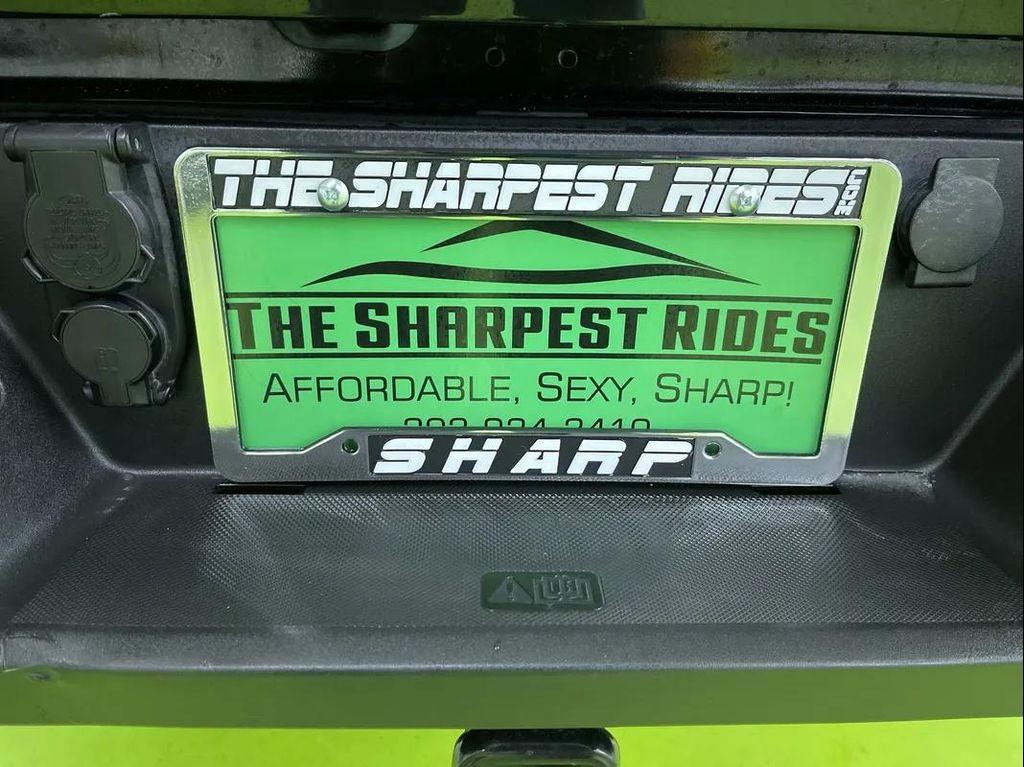 THE SHARPEST RIDES
.COM
THE SHARPEST RIDES
AFFORDABLE, SEXY, SHARP!
SHARP